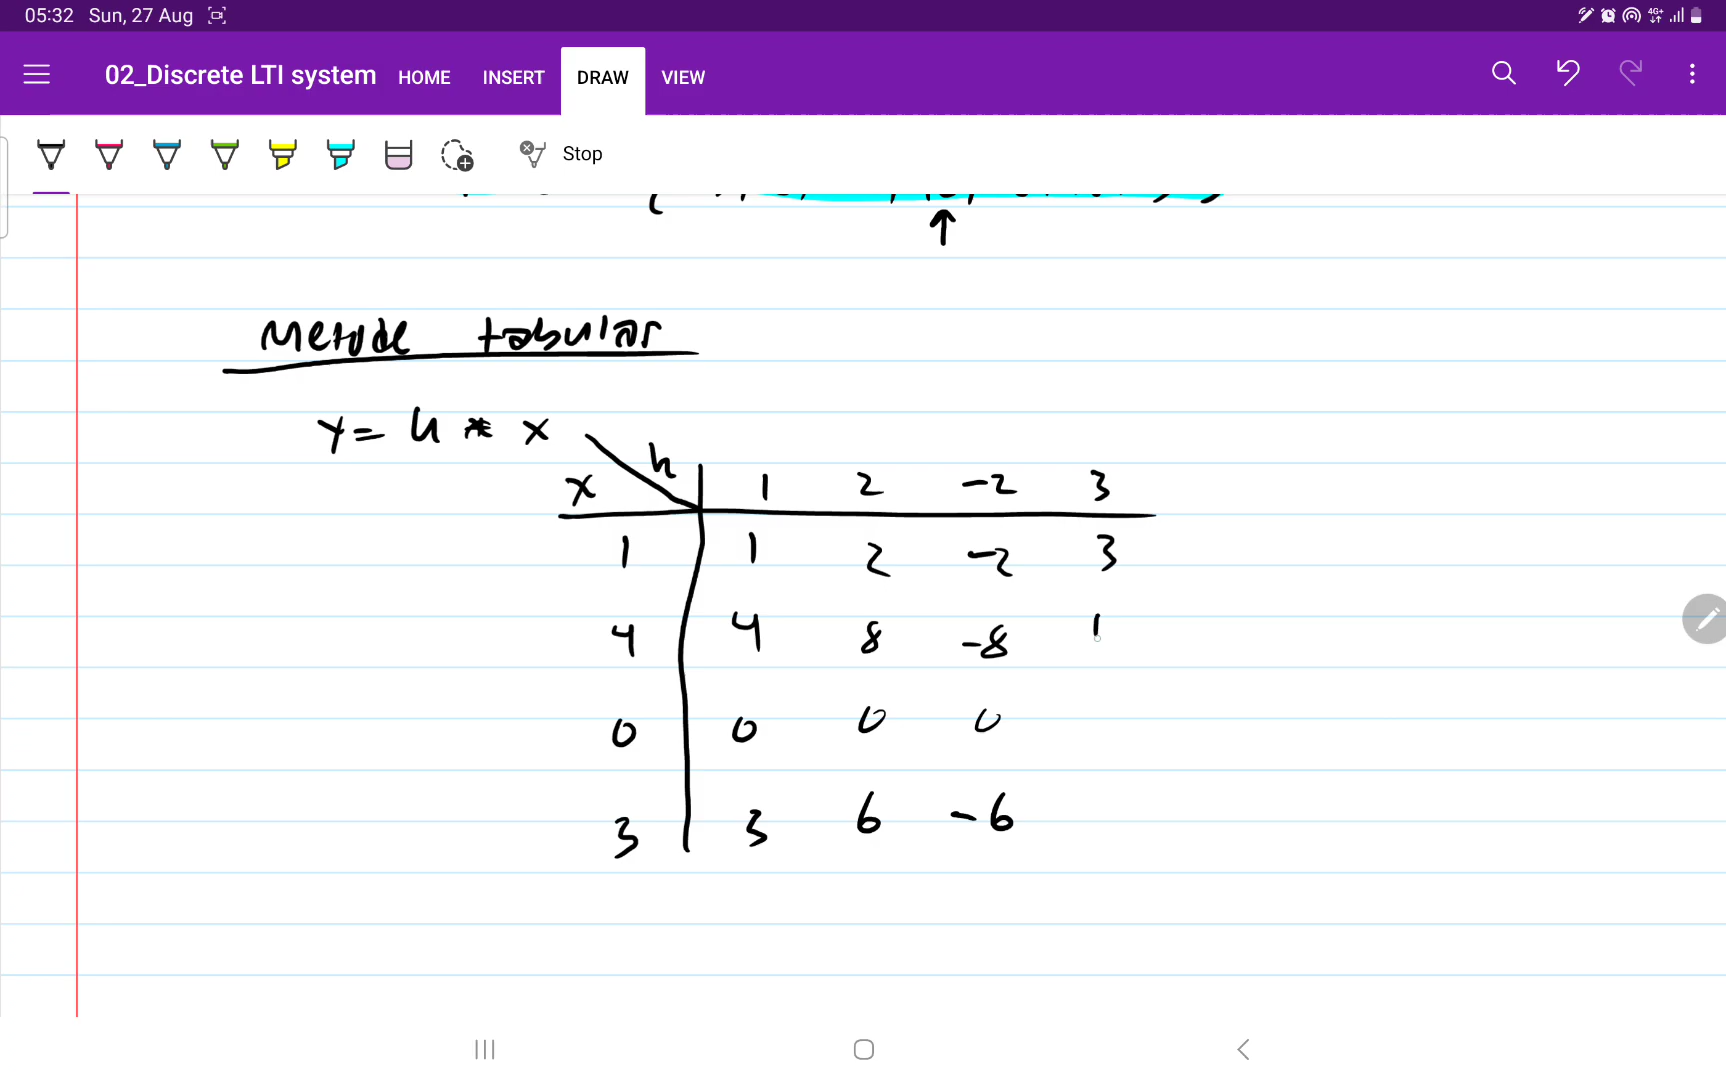 05:32 Sun, 27 Aug 4G+
02_Discrete LTI system HOME INSERT DRAW VIEW
Stop
Metode tabular
y = h * x
h
x 1 2 -2 3
1 1 2 -2 3
4 4 8 -8 1
0 0 0 0
3 3 6 -6